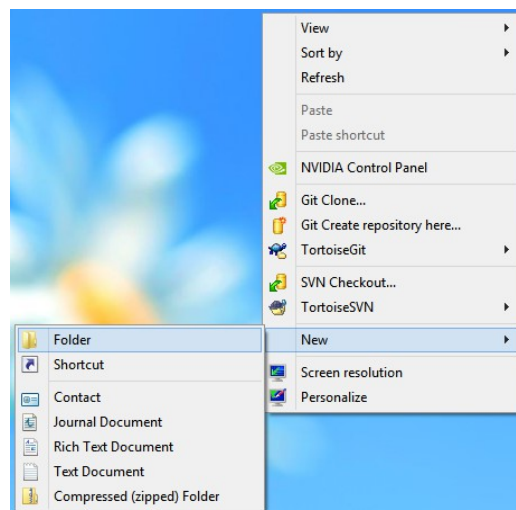 View
Sort by
Refresh
Paste
Paste shortcut
NVIDIA Control Panel
Git Clone...
Git Create repository here...
TortoiseGit
SVN Checkout...
TortoiseSVN
New
Screen resolution
Personalize
Folder
Shortcut
Contact
Journal Document
Rich Text Document
Text Document
Compressed (zipped) Folder